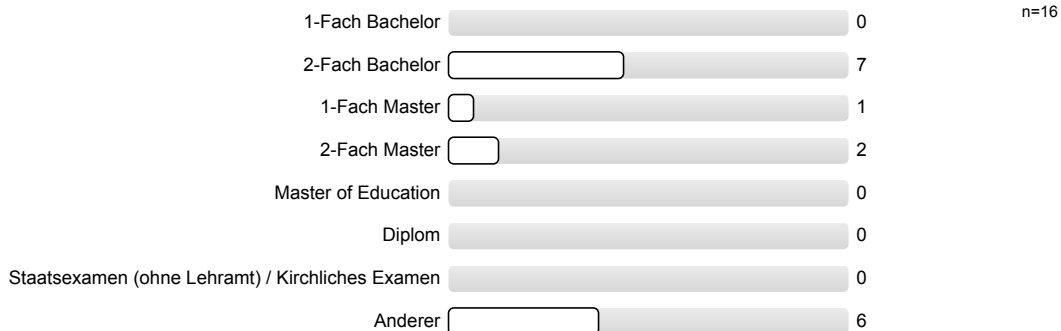 n=16
1-Fach Bachelor 0
2-Fach Bachelor 7
1-Fach Master 1
2-Fach Master 2
Master of Education 0
Diplom 0
Staatsexamen (ohne Lehramt) / Kirchliches Examen 0
Anderer 6